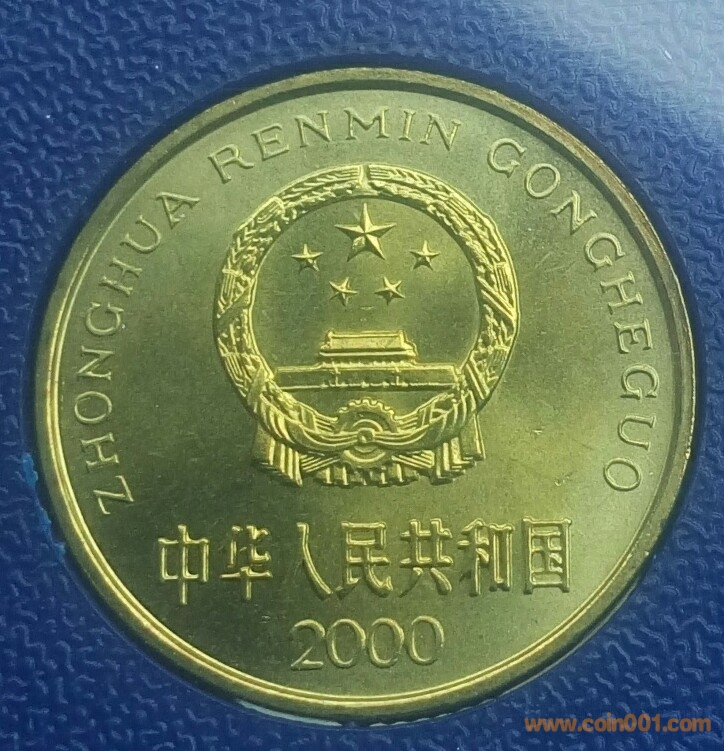 ZHONGHUA RENMIN GONGHEGUO
中华人民共和国
2000
www.coin001.com